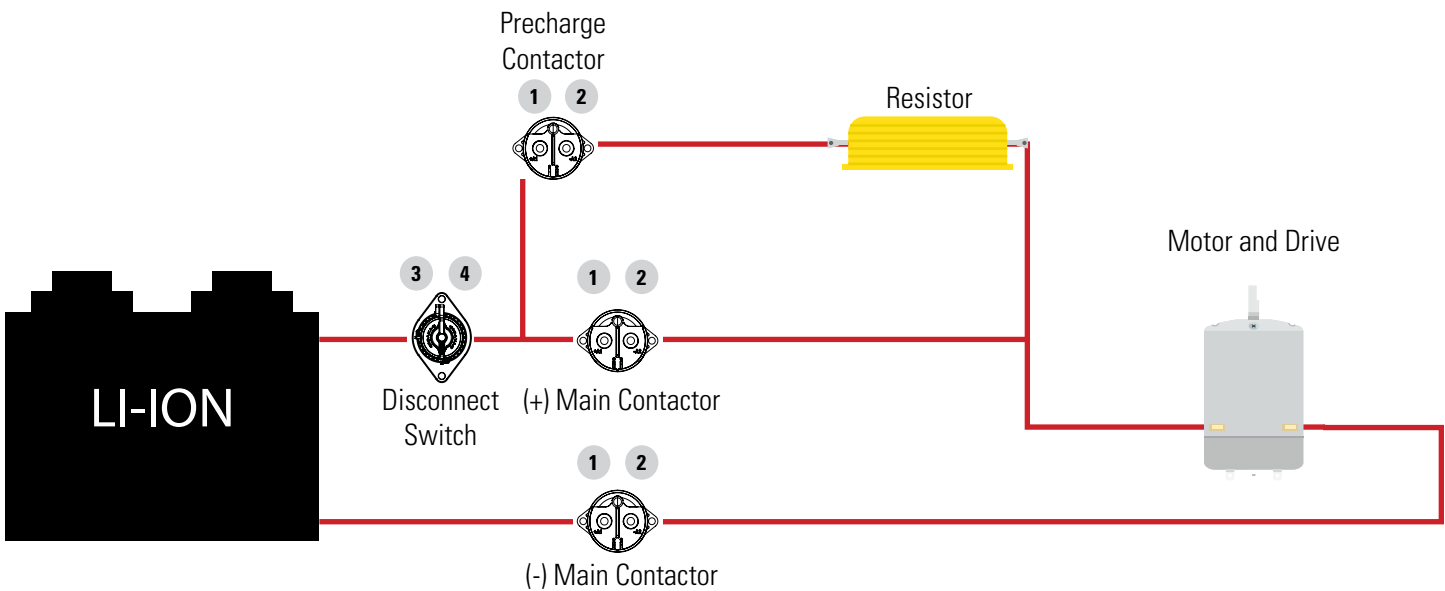 Precharge
Contactor
1 2
Resistor
Motor and Drive
3 4
1 2
LI-ION
Disconnect
Switch
(+) Main Contactor
1 2
(-) Main Contactor